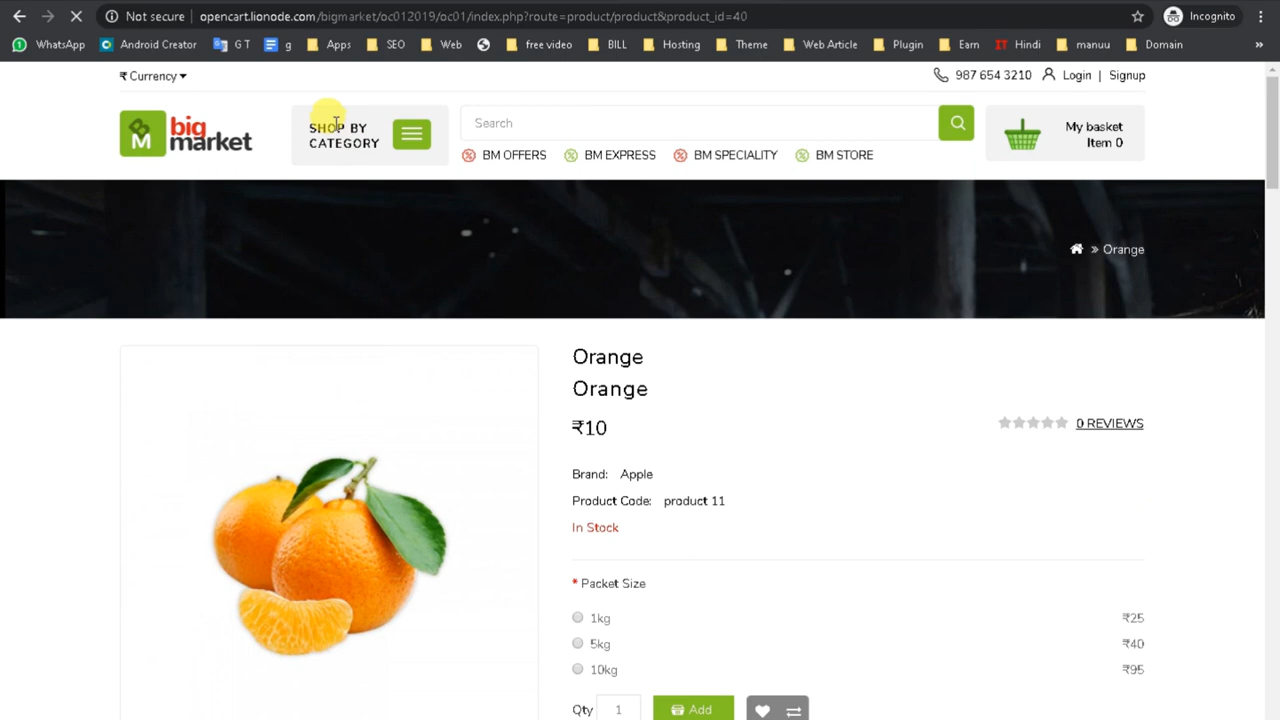 Not secure | opencart.lionode.com/bigmarket/oc012019/oc01/index.php?route=product/product&product_id=40 Incognito
WhatsApp Android Creator G T g Apps SEO Web free video BILL Hosting Theme Web Article Plugin Earn Hindi manuu Domain »
₹ Currency 987 654 3210 Login | Signup
BM big market
SHOP BY
CATEGORY
Search
My basket
Item 0
BM OFFERS BM EXPRESS BM SPECIALITY BM STORE
» Orange
Orange
Orange
₹10 0 REVIEWS
Brand: Apple
Product Code: product 11
In Stock
* Packet Size
1kg ₹25
5kg ₹40
10kg ₹95
Qty 1 Add